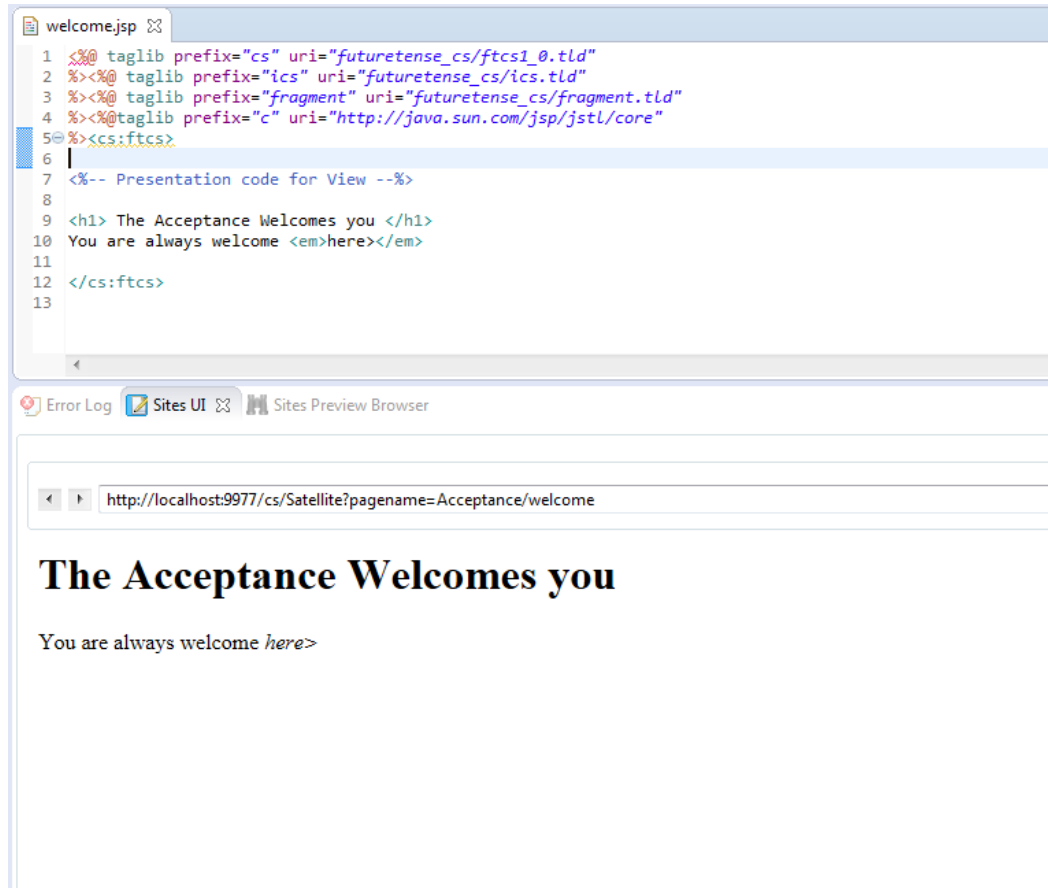 welcome.jsp
1 <%@ taglib prefix="cs" uri="futuretense_cs/ftcs1_0.tld"
2 %><%@ taglib prefix="ics" uri="futuretense_cs/ics.tld"
3 %><%@ taglib prefix="fragment" uri="futuretense_cs/fragment.tld"
4 %><%@taglib prefix="c" uri="http://java.sun.com/jsp/jstl/core"
5 %><cs:ftcs>
6
7 <%-- Presentation code for View --%>
8
9 <h1> The Acceptance Welcomes you </h1>
10 You are always welcome <em>here></em>
11
12 </cs:ftcs>
13
Error Log Sites UI Sites Preview Browser
http://localhost:9977/cs/Satellite?pagename=Acceptance/welcome
The Acceptance Welcomes you
You are always welcome here>